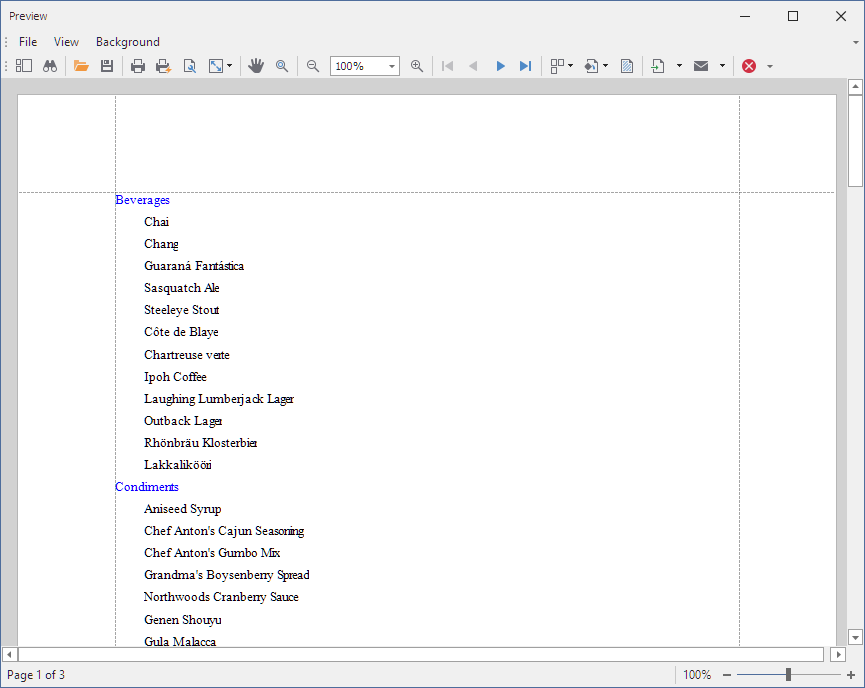 Preview
File View Background
100%
Beverages
Chai
Chang
Guaraná Fantástica
Sasquatch Ale
Steeleye Stout
Côte de Blaye
Chartreuse verte
Ipoh Coffee
Laughing Lumberjack Lager
Outback Lager
Rhönbräu Klosterbier
Lakkalikööri
Condiments
Aniseed Syrup
Chef Anton's Cajun Seasoning
Chef Anton's Gumbo Mix
Grandma's Boysenberry Spread
Northwoods Cranberry Sauce
Genen Shouyu
Gula Malacca
Page 1 of 3 100%